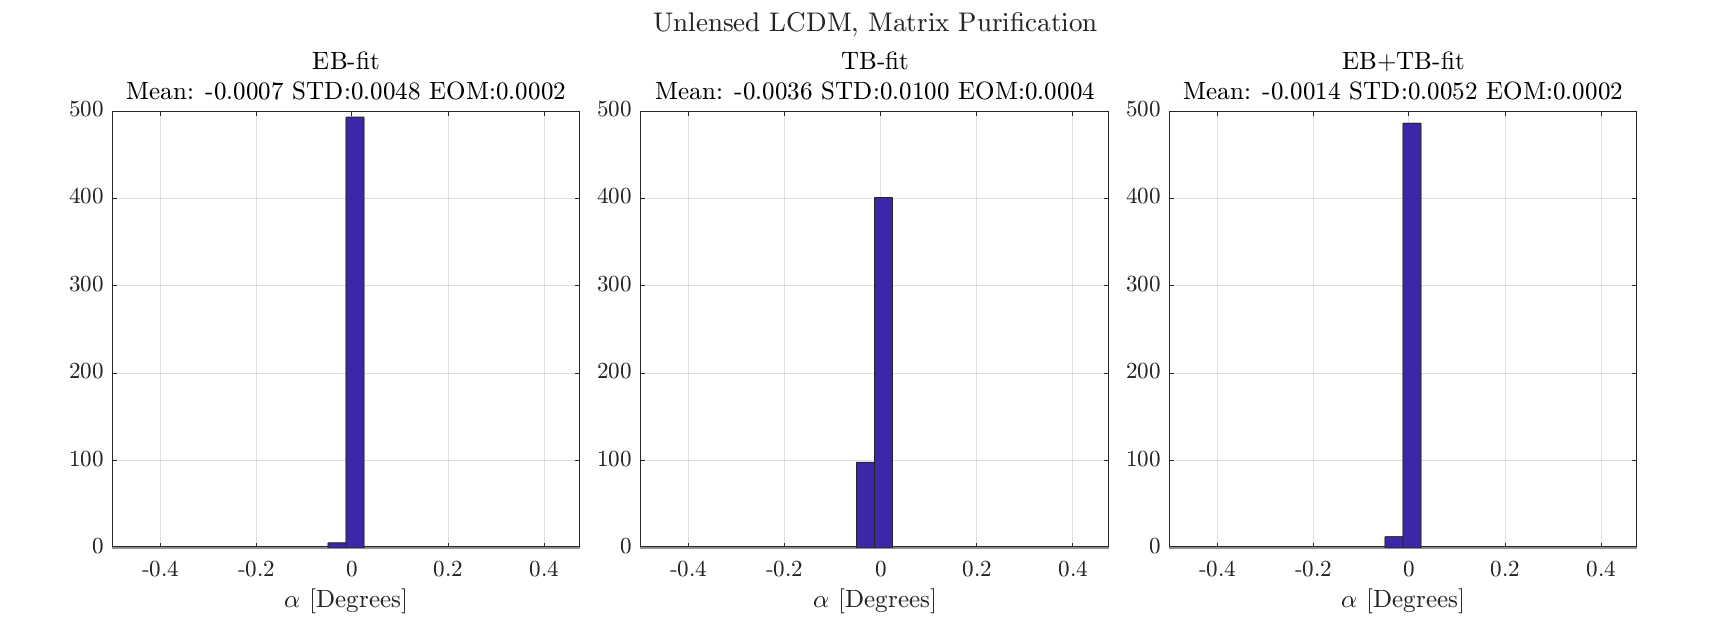 Unlensed LCDM, Matrix Purification
EB-fit
Mean: -0.0007 STD:0.0048 EOM:0.0002
500
400
300
200
100
0
-0.4 -0.2 0 0.2 0.4
α [Degrees]
TB-fit
Mean: -0.0036 STD:0.0100 EOM:0.0004
500
400
300
200
100
0
-0.4 -0.2 0 0.2 0.4
α [Degrees]
EB+TB-fit
Mean: -0.0014 STD:0.0052 EOM:0.0002
500
400
300
200
100
0
-0.4 -0.2 0 0.2 0.4
α [Degrees]